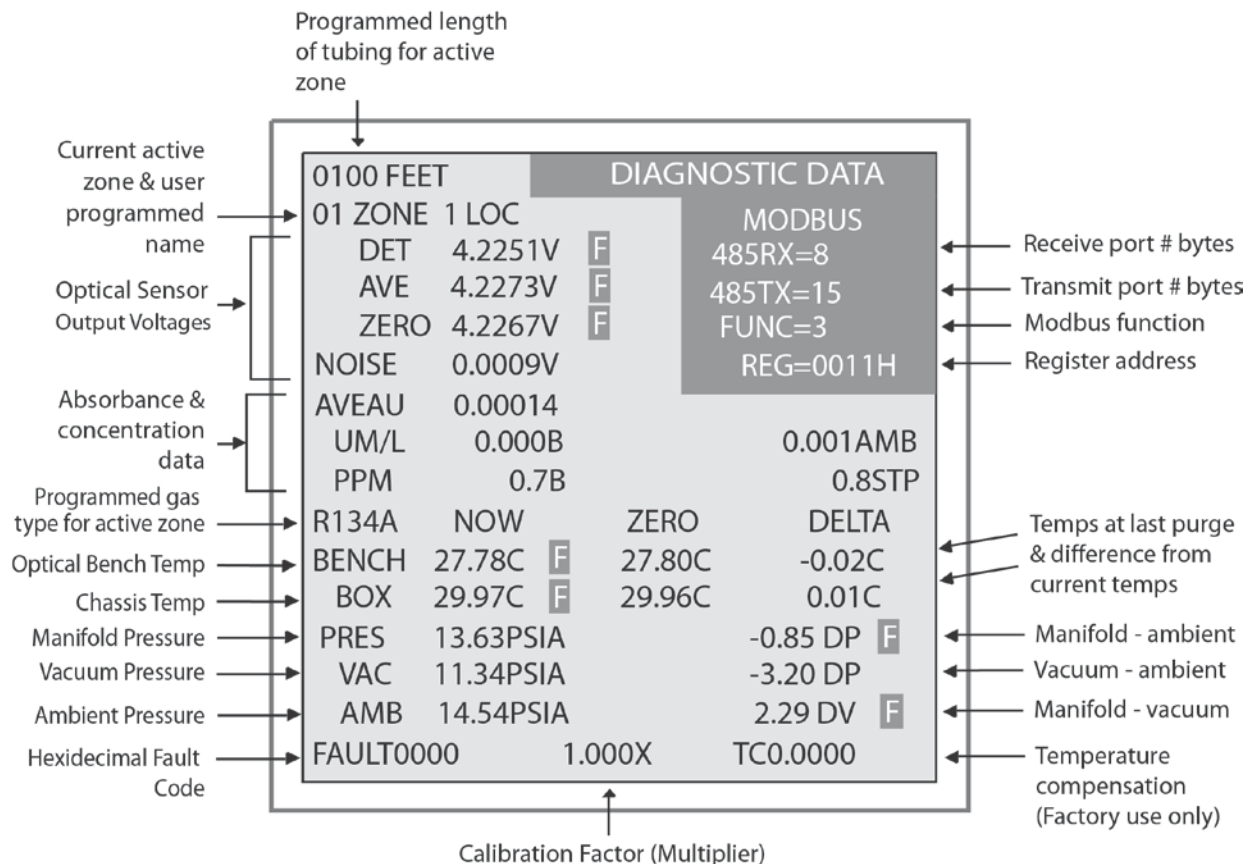 Programmed length
of tubing for active
zone
Current active
zone & user
programmed
name
Optical Sensor
Output Voltages
Absorbance &
concentration
data
Programmed gas
type for active zone
Optical Bench Temp
Chassis Temp
Manifold Pressure
Vacuum Pressure
Ambient Pressure
Hexidecimal Fault
Code
0100 FEET DIAGNOSTIC DATA
01 ZONE 1 LOC MODBUS
DET 4.2251V F 485RX=8
AVE 4.2273V F 485TX=15
ZERO 4.2267V F FUNC=3
NOISE 0.0009V REG=0011H
AVEAU 0.00014
UM/L 0.000B 0.001AMB
PPM 0.7B 0.8STP
R134A NOW ZERO DELTA
BENCH 27.78C F 27.80C -0.02C
BOX 29.97C F 29.96C 0.01C
PRES 13.63PSIA -0.85 DP F
VAC 11.34PSIA -3.20 DP
AMB 14.54PSIA 2.29 DV F
FAULT0000 1.000X TC0.0000
Receive port # bytes
Transmit port # bytes
Modbus function
Register address
Temps at last purge
& difference from
current temps
Manifold - ambient
Vacuum - ambient
Manifold - vacuum
Temperature
compensation
(Factory use only)
Calibration Factor (Multiplier)